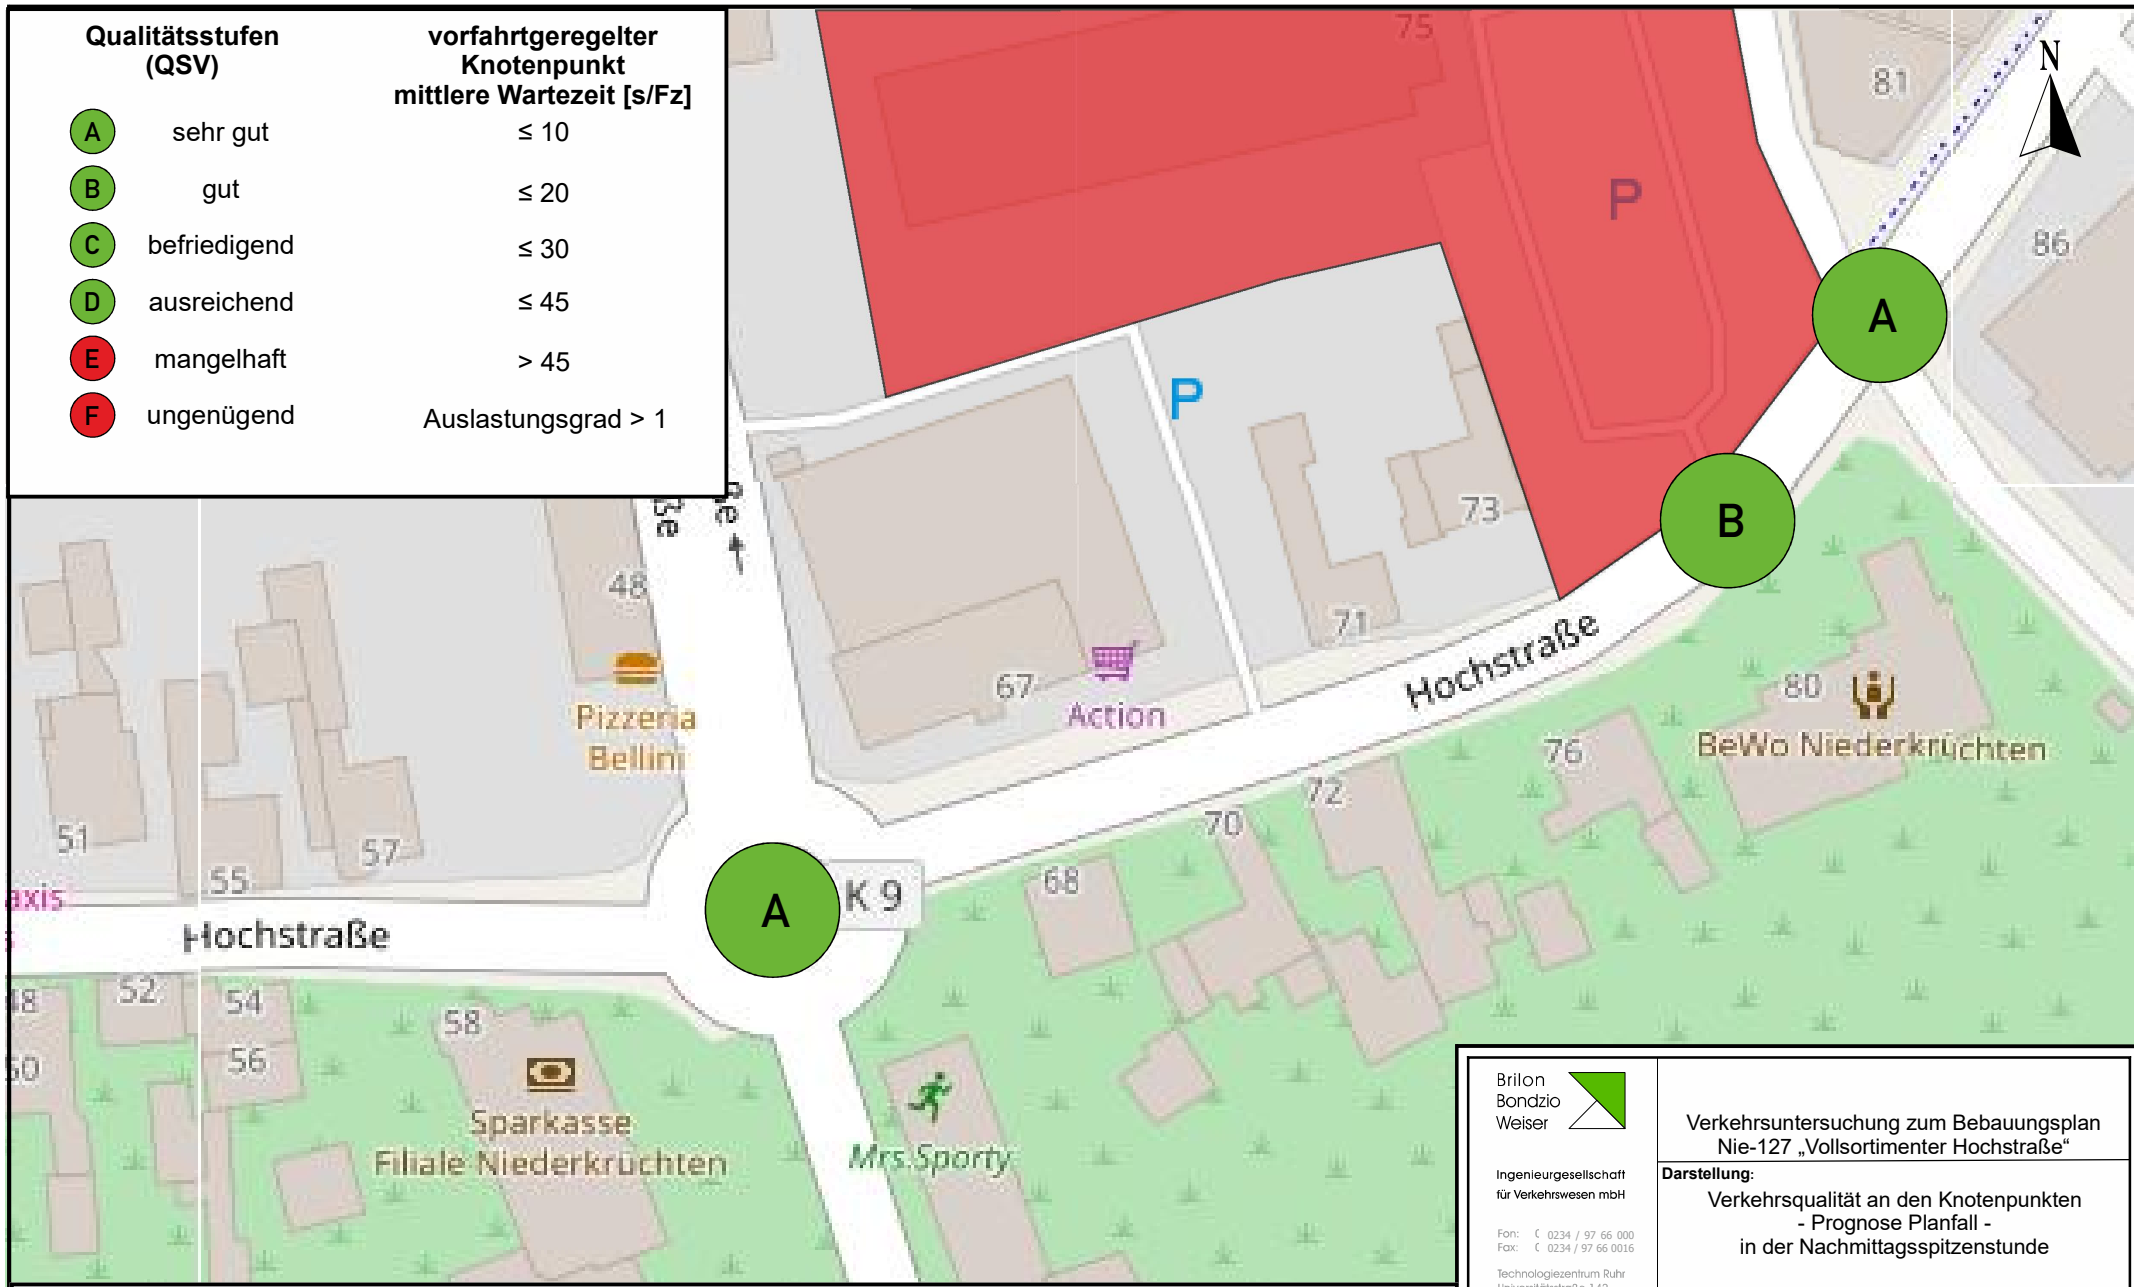 Qualitätsstufen
(QSV)
vorfahrtgeregelter
Knotenpunkt
mittlere Wartezeit [s/Fz]
A sehr gut ≤ 10
B gut ≤ 20
C befriedigend ≤ 30
D ausreichend ≤ 45
E mangelhaft > 45
F ungenügend Auslastungsgrad > 1
75
81
N
P
86
A
P
B
73
48
71
Hochstraße
67
Action
80
BeWo Niederkrüchten
Pizzeria
Bellini
76
72
70
51
57
55
68
K 9
A
Hochstraße
52
54
58
56
Sparkasse
Filiale Niederkrüchten
Mrs.Sporty
Brilon
Bondzio
Weiser
Ingenieurgesellschaft
für Verkehrswesen mbH
Fon: ( 0234 / 97 66 000
Fax: ( 0234 / 97 66 0016
Technologiezentrum Ruhr
Verkehrsuntersuchung zum Bebauungsplan
Nie-127 „Vollsortimenter Hochstraße“
Darstellung:
Verkehrsqualität an den Knotenpunkten
- Prognose Planfall -
in der Nachmittagsspitzenstunde